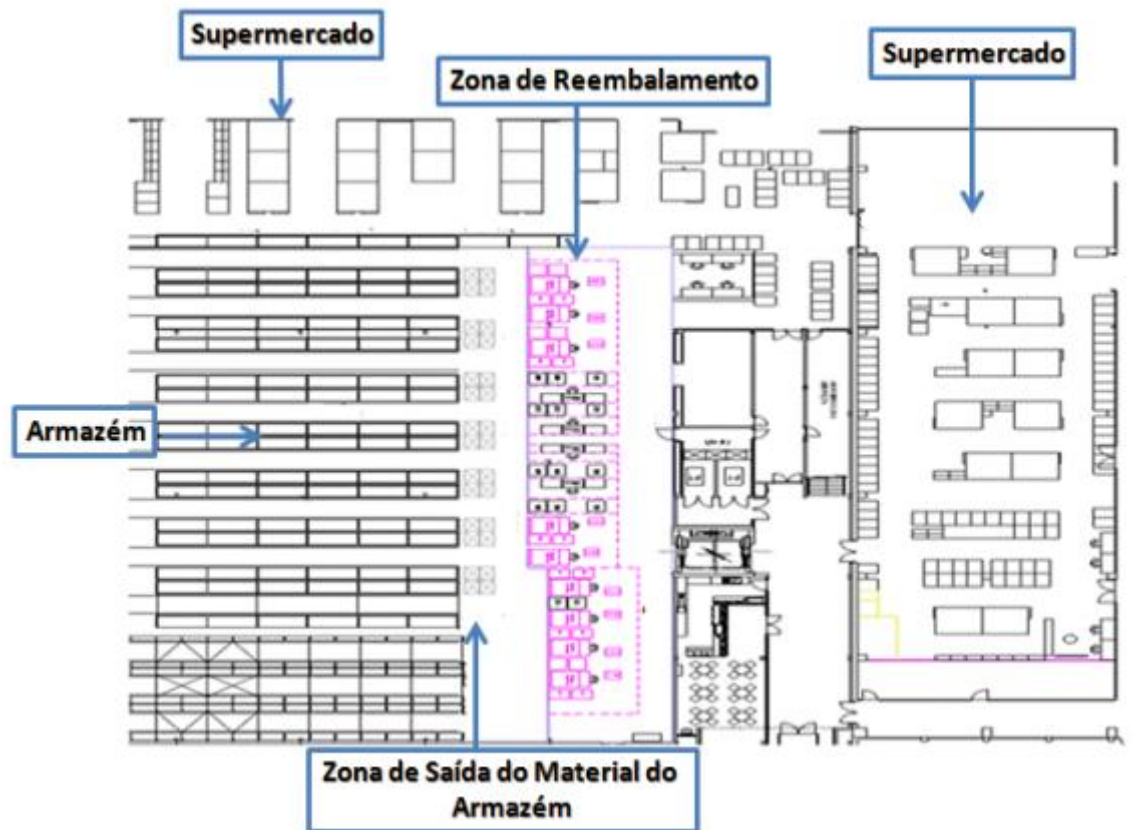 Supermercado
Zona de Reembalamento
Supermercado
Armazém
Zona de Saída do Material do
Armazém